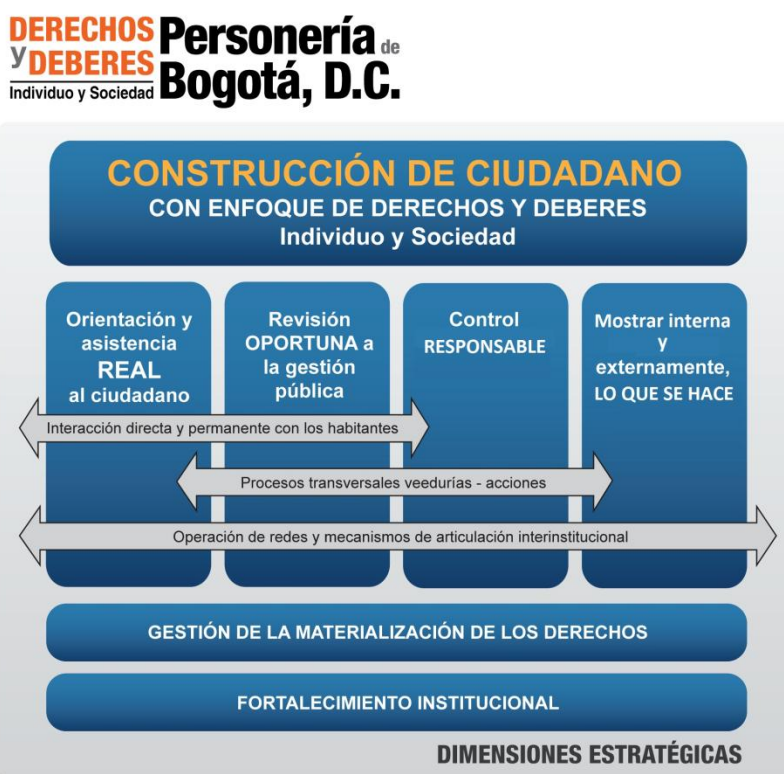 DERECHOS
y DEBERES
Individuo y Sociedad
Personería de
Bogotá, D.C.
CONSTRUCCIÓN DE CIUDADANO
CON ENFOQUE DE DERECHOS Y DEBERES
Individuo y Sociedad
Orientación y
asistencia
REAL
al ciudadano
Revisión
OPORTUNA a
la gestión
pública
Control
RESPONSABLE
Mostrar interna
y
externamente,
LO QUE SE HACE
Interacción directa y permanente con los habitantes
Procesos transversales veedurías - acciones
Operación de redes y mecanismos de articulación interinstitucional
GESTIÓN DE LA MATERIALIZACIÓN DE LOS DERECHOS
FORTALECIMIENTO INSTITUCIONAL
DIMENSIONES ESTRATÉGICAS